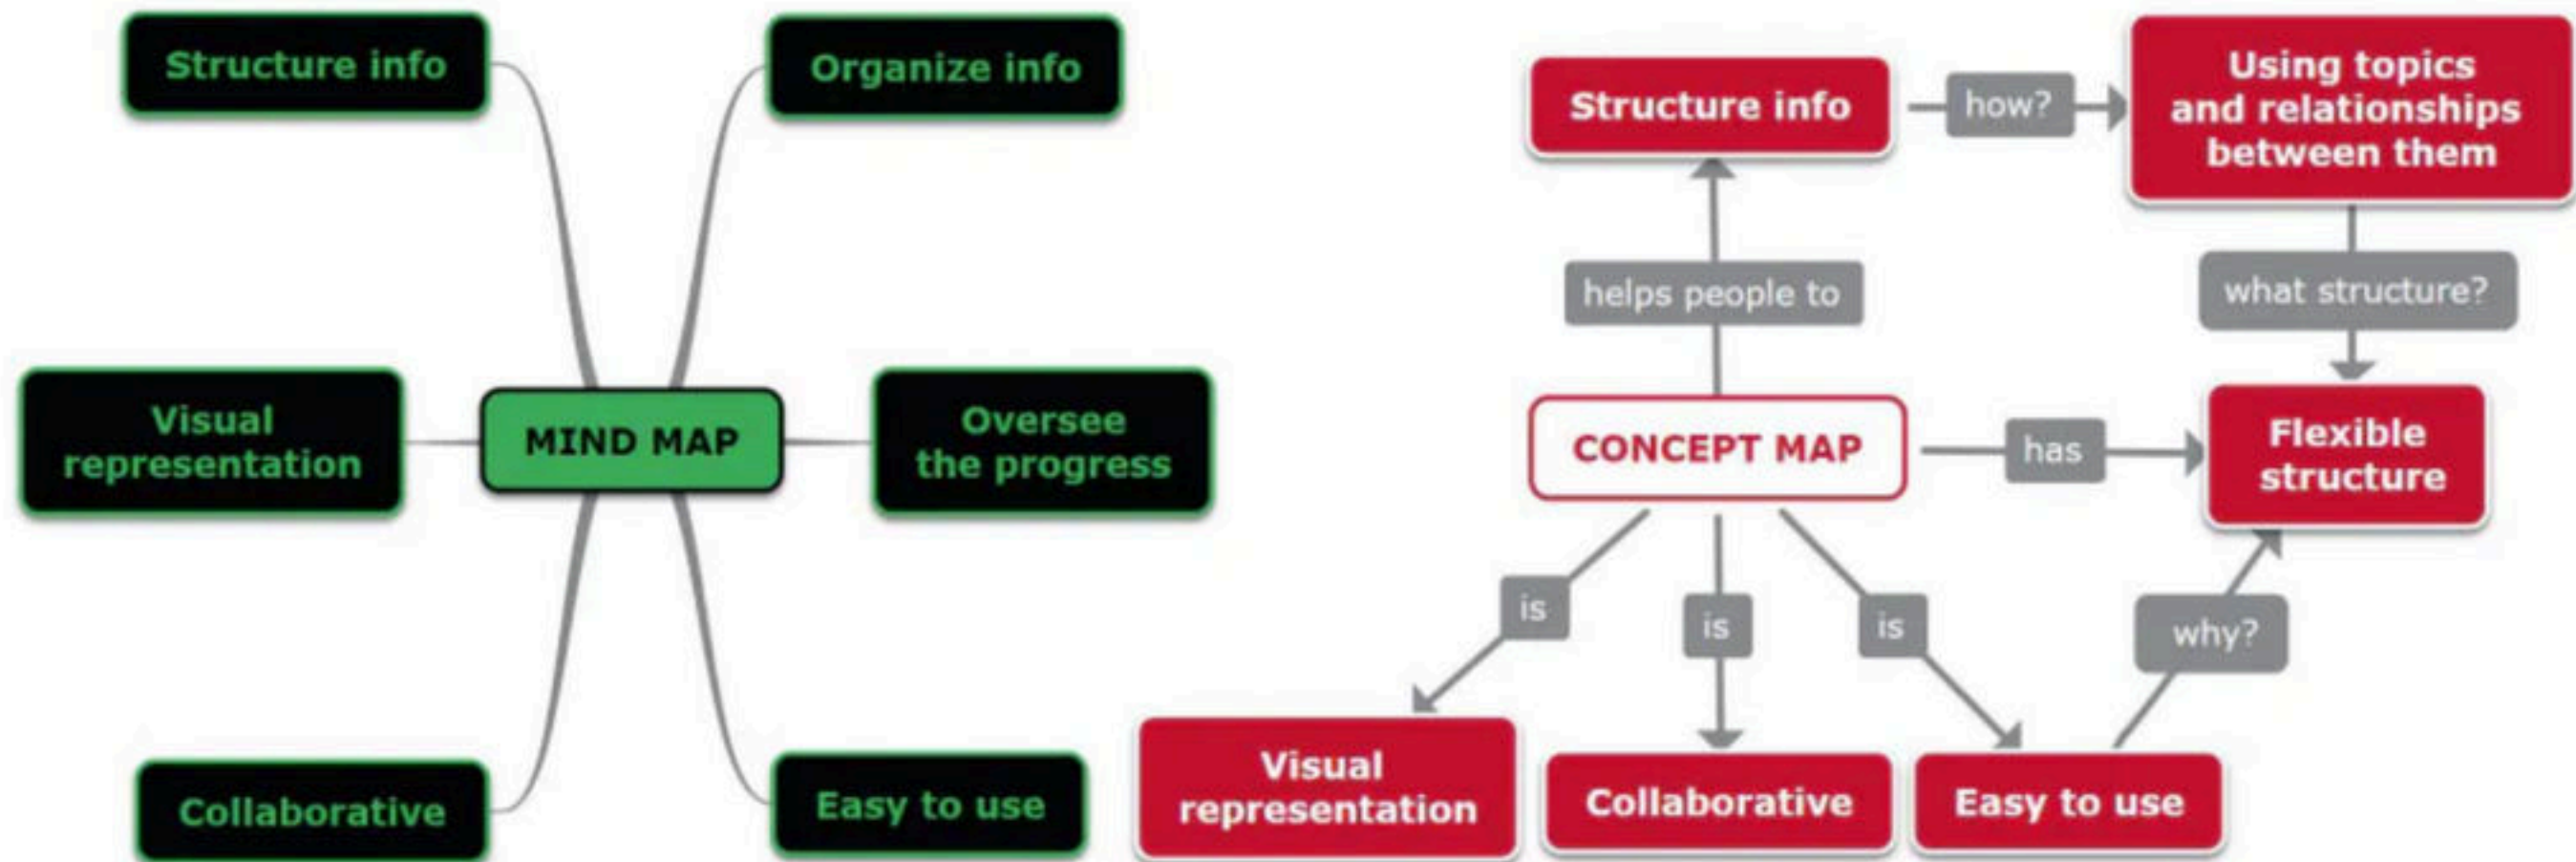 Structure info
Organize info
Visual
representation
MIND MAP
Oversee
the progress
Collaborative
Easy to use
Structure info
how?
Using topics
and relationships
between them
helps people to
what structure?
CONCEPT MAP
has
Flexible
structure
is
is
is
why?
Visual
representation
Collaborative
Easy to use